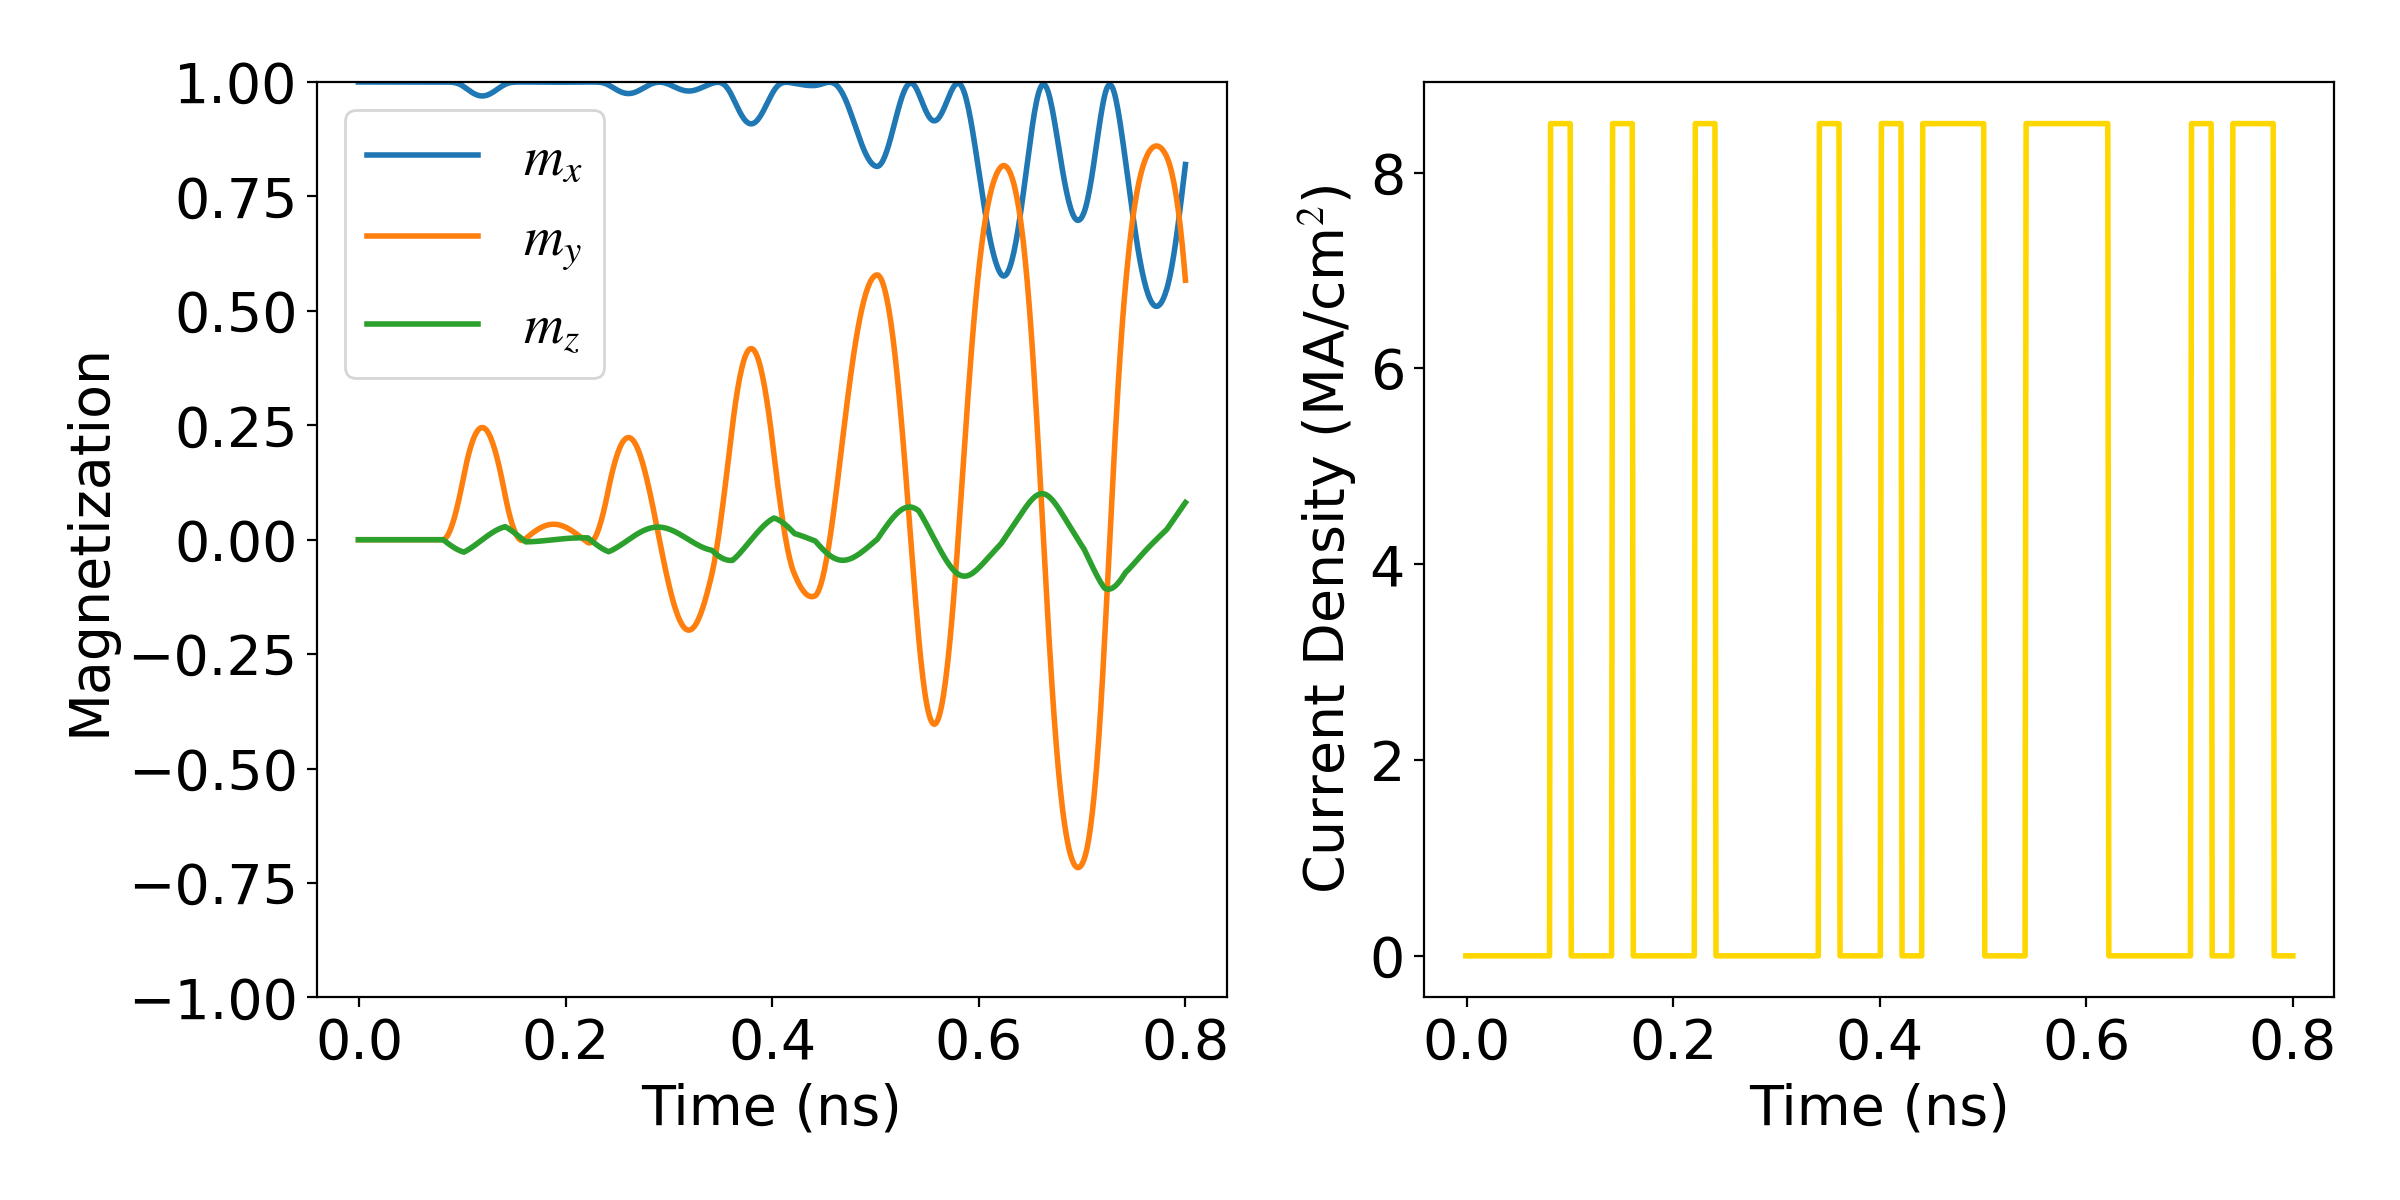 1.00
0.75
0.50
0.25
0.00
−0.25
−0.50
−0.75
−1.00
Magnetization
m_x
m_y
m_z
0.0 0.2 0.4 0.6 0.8
Time (ns)
8
6
4
2
0
Current Density (MA/cm²)
0.0 0.2 0.4 0.6 0.8
Time (ns)